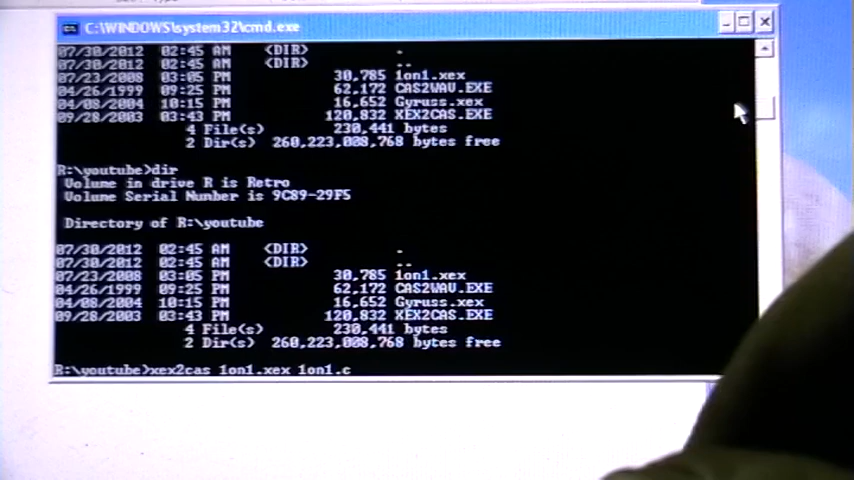 C:\WINDOWS\system32\cmd.exe
07/30/2012 02:45 AM <DIR> .
07/30/2012 02:45 AM <DIR> ..
07/23/2008 03:05 PM 30,785 1on1.xex
04/26/1999 09:25 PM 62,172 CAS2WAV.EXE
04/08/2004 10:15 PM 16,652 Gyruss.xex
09/28/2003 03:43 PM 120,832 XEX2CAS.EXE
4 File(s) 230,441 bytes
2 Dir(s) 260,223,008,768 bytes free
R:\youtube>dir
Volume in drive R is Retro
Volume Serial Number is 9C89-29F5
Directory of R:\youtube
07/30/2012 02:45 AM <DIR> .
07/30/2012 02:45 AM <DIR> ..
07/23/2008 03:05 PM 30,785 1on1.xex
04/26/1999 09:25 PM 62,172 CAS2WAV.EXE
04/08/2004 10:15 PM 16,652 Gyruss.xex
09/28/2003 03:43 PM 120,832 XEX2CAS.EXE
4 File(s) 230,441 bytes
2 Dir(s) 260,223,008,768 bytes free
R:\youtube>xex2cas 1on1.xex 1on1.c